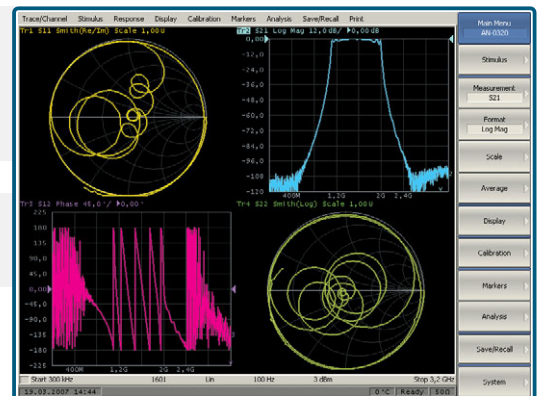 Trace/Channel Stimulus Response Display Calibration Markers Analysis Save/Recall Print
Tr1 S11 Smith(Re/Im) Scale 1,00U
Tr2 S21 Log Mag 12,0dB/ 0,00dB
0,00
-12,0
-24,0
-36,0
-48,0
-60,0
-72,0
-84,0
-96,0
-108
-120
400M 1,2G 2G 2,4G
Tr3 S12 Phase 45,0°/ 0,00°
225
180
135
90,0
45,0
0,00
-45,0
-90,0
-135
-180
-225
400M 1,2G 2G 2,4G
Tr4 S22 Smith(Log) Scale 1,00U
Start 300 kHz 1601 Lin 100 Hz 3 dBm Stop 3,2 GHz
19.03.2007 14:44 0 °C Ready 50Ω
Main Menu
AN-0320
Stimulus
Measurement
S21
Format
Log Mag
Scale
Average
Display
Calibration
Markers
Analysis
Save/Recall
System